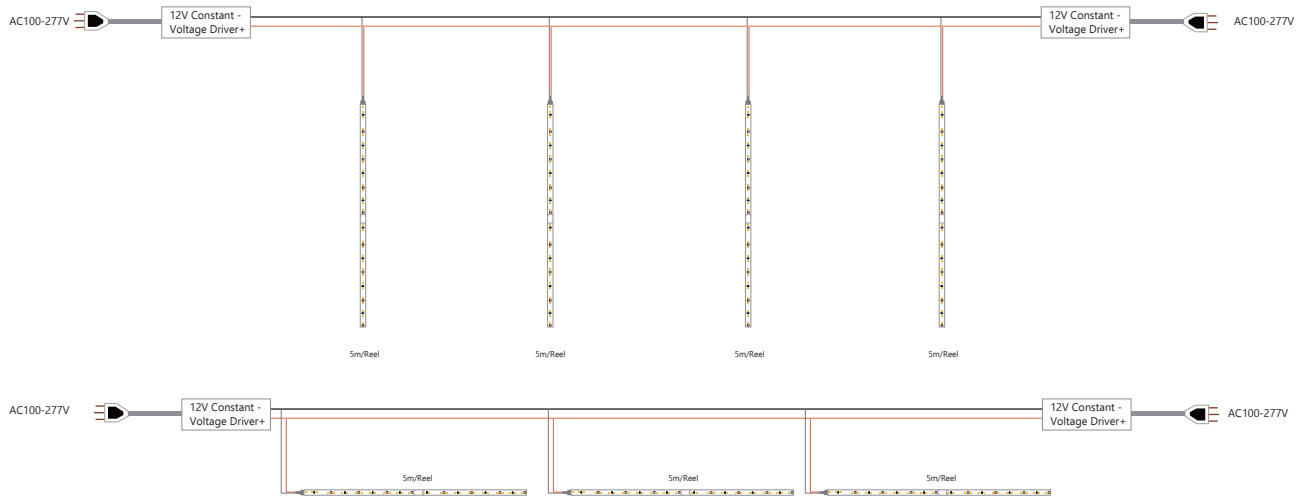 AC100-277V
12V Constant -
Voltage Driver+
12V Constant -
Voltage Driver+
AC100-277V
5m/Reel
5m/Reel
5m/Reel
5m/Reel
AC100-277V
12V Constant -
Voltage Driver+
12V Constant -
Voltage Driver+
AC100-277V
5m/Reel
5m/Reel
5m/Reel